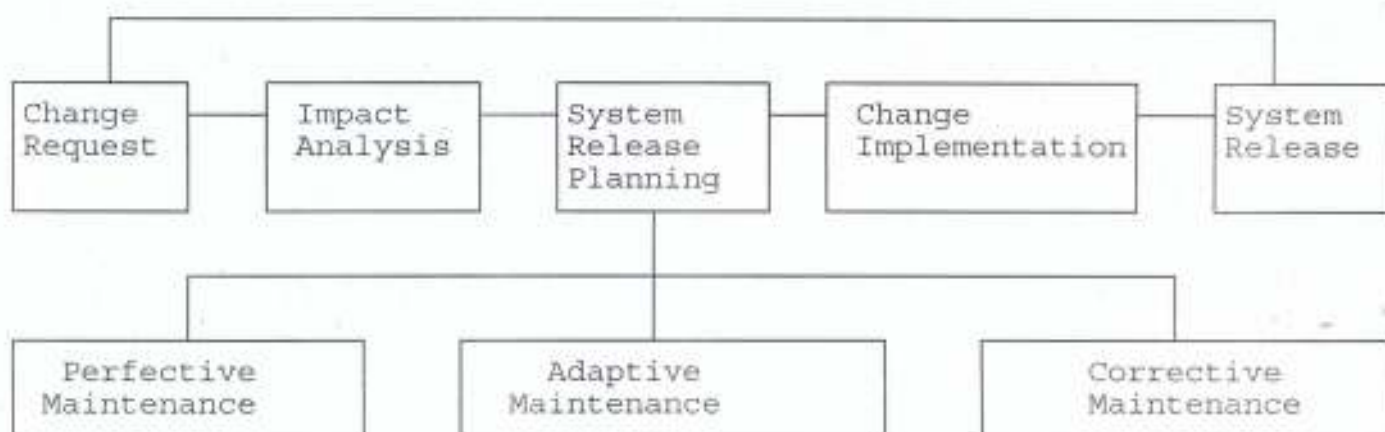 Change
Request
Impact
Analysis
System
Release
Planning
Change
Implementation
System
Release
Perfective
Maintenance
Adaptive
Maintenance
Corrective
Maintenance